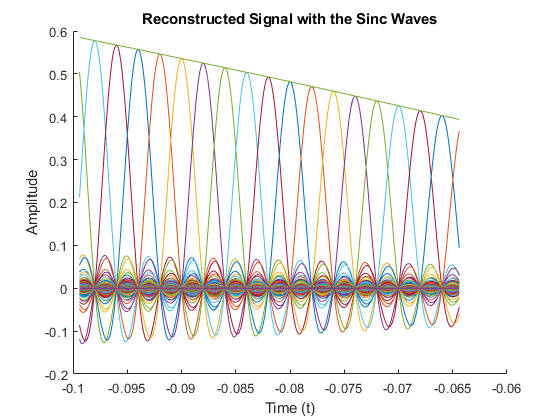 Reconstructed Signal with the Sinc Waves
0.6
0.5
0.4
0.3
0.2
0.1
0
-0.1
-0.2
Amplitude
-0.1 -0.095 -0.09 -0.085 -0.08 -0.075 -0.07 -0.065 -0.06
Time (t)